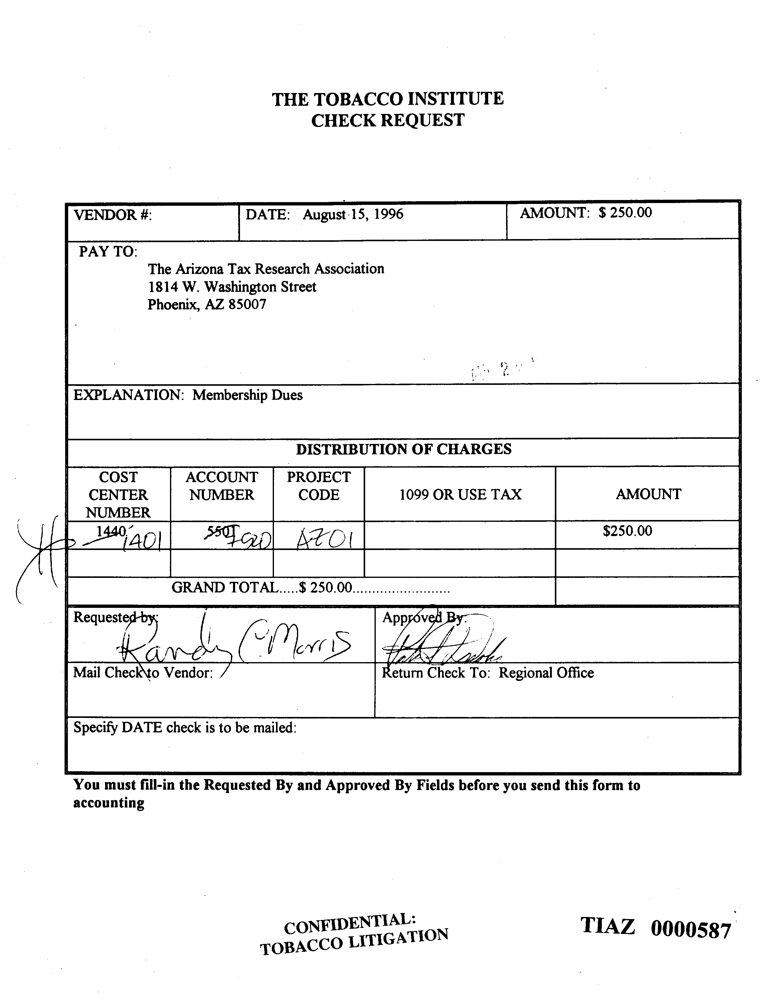 THE TOBACCO INSTITUTE
CHECK REQUEST
VENDOR #: DATE: August 15, 1996 AMOUNT: $ 250.00
PAY TO:
The Arizona Tax Research Association
1814 W. Washington Street
Phoenix, AZ 85007
EXPLANATION: Membership Dues
DISTRIBUTION OF CHARGES
COST CENTER NUMBER ACCOUNT NUMBER PROJECT CODE 1099 OR USE TAX AMOUNT
1440 1401 5501 AZ01 $250.00
GRAND TOTAL.....$ 250.00.........................
Requested by: Approved By:
Randy C. Morris
Mail Check to Vendor: Return Check To: Regional Office
Specify DATE check is to be mailed:
You must fill-in the Requested By and Approved By Fields before you send this form to
accounting
CONFIDENTIAL:
TOBACCO LITIGATION
TIAZ 0000587